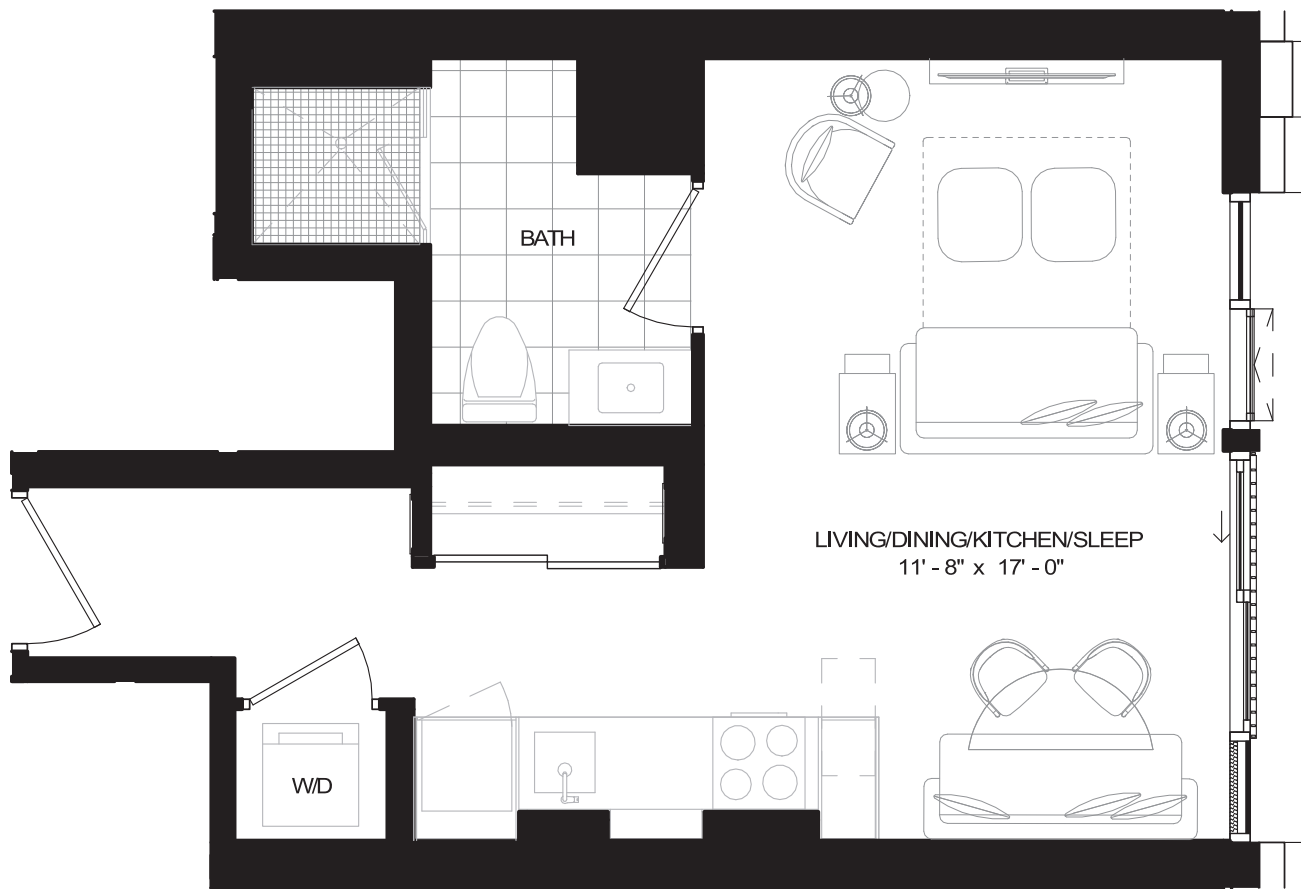 BATH
LIVING/DINING/KITCHEN/SLEEP
11' - 8" x 17' - 0"
W/D